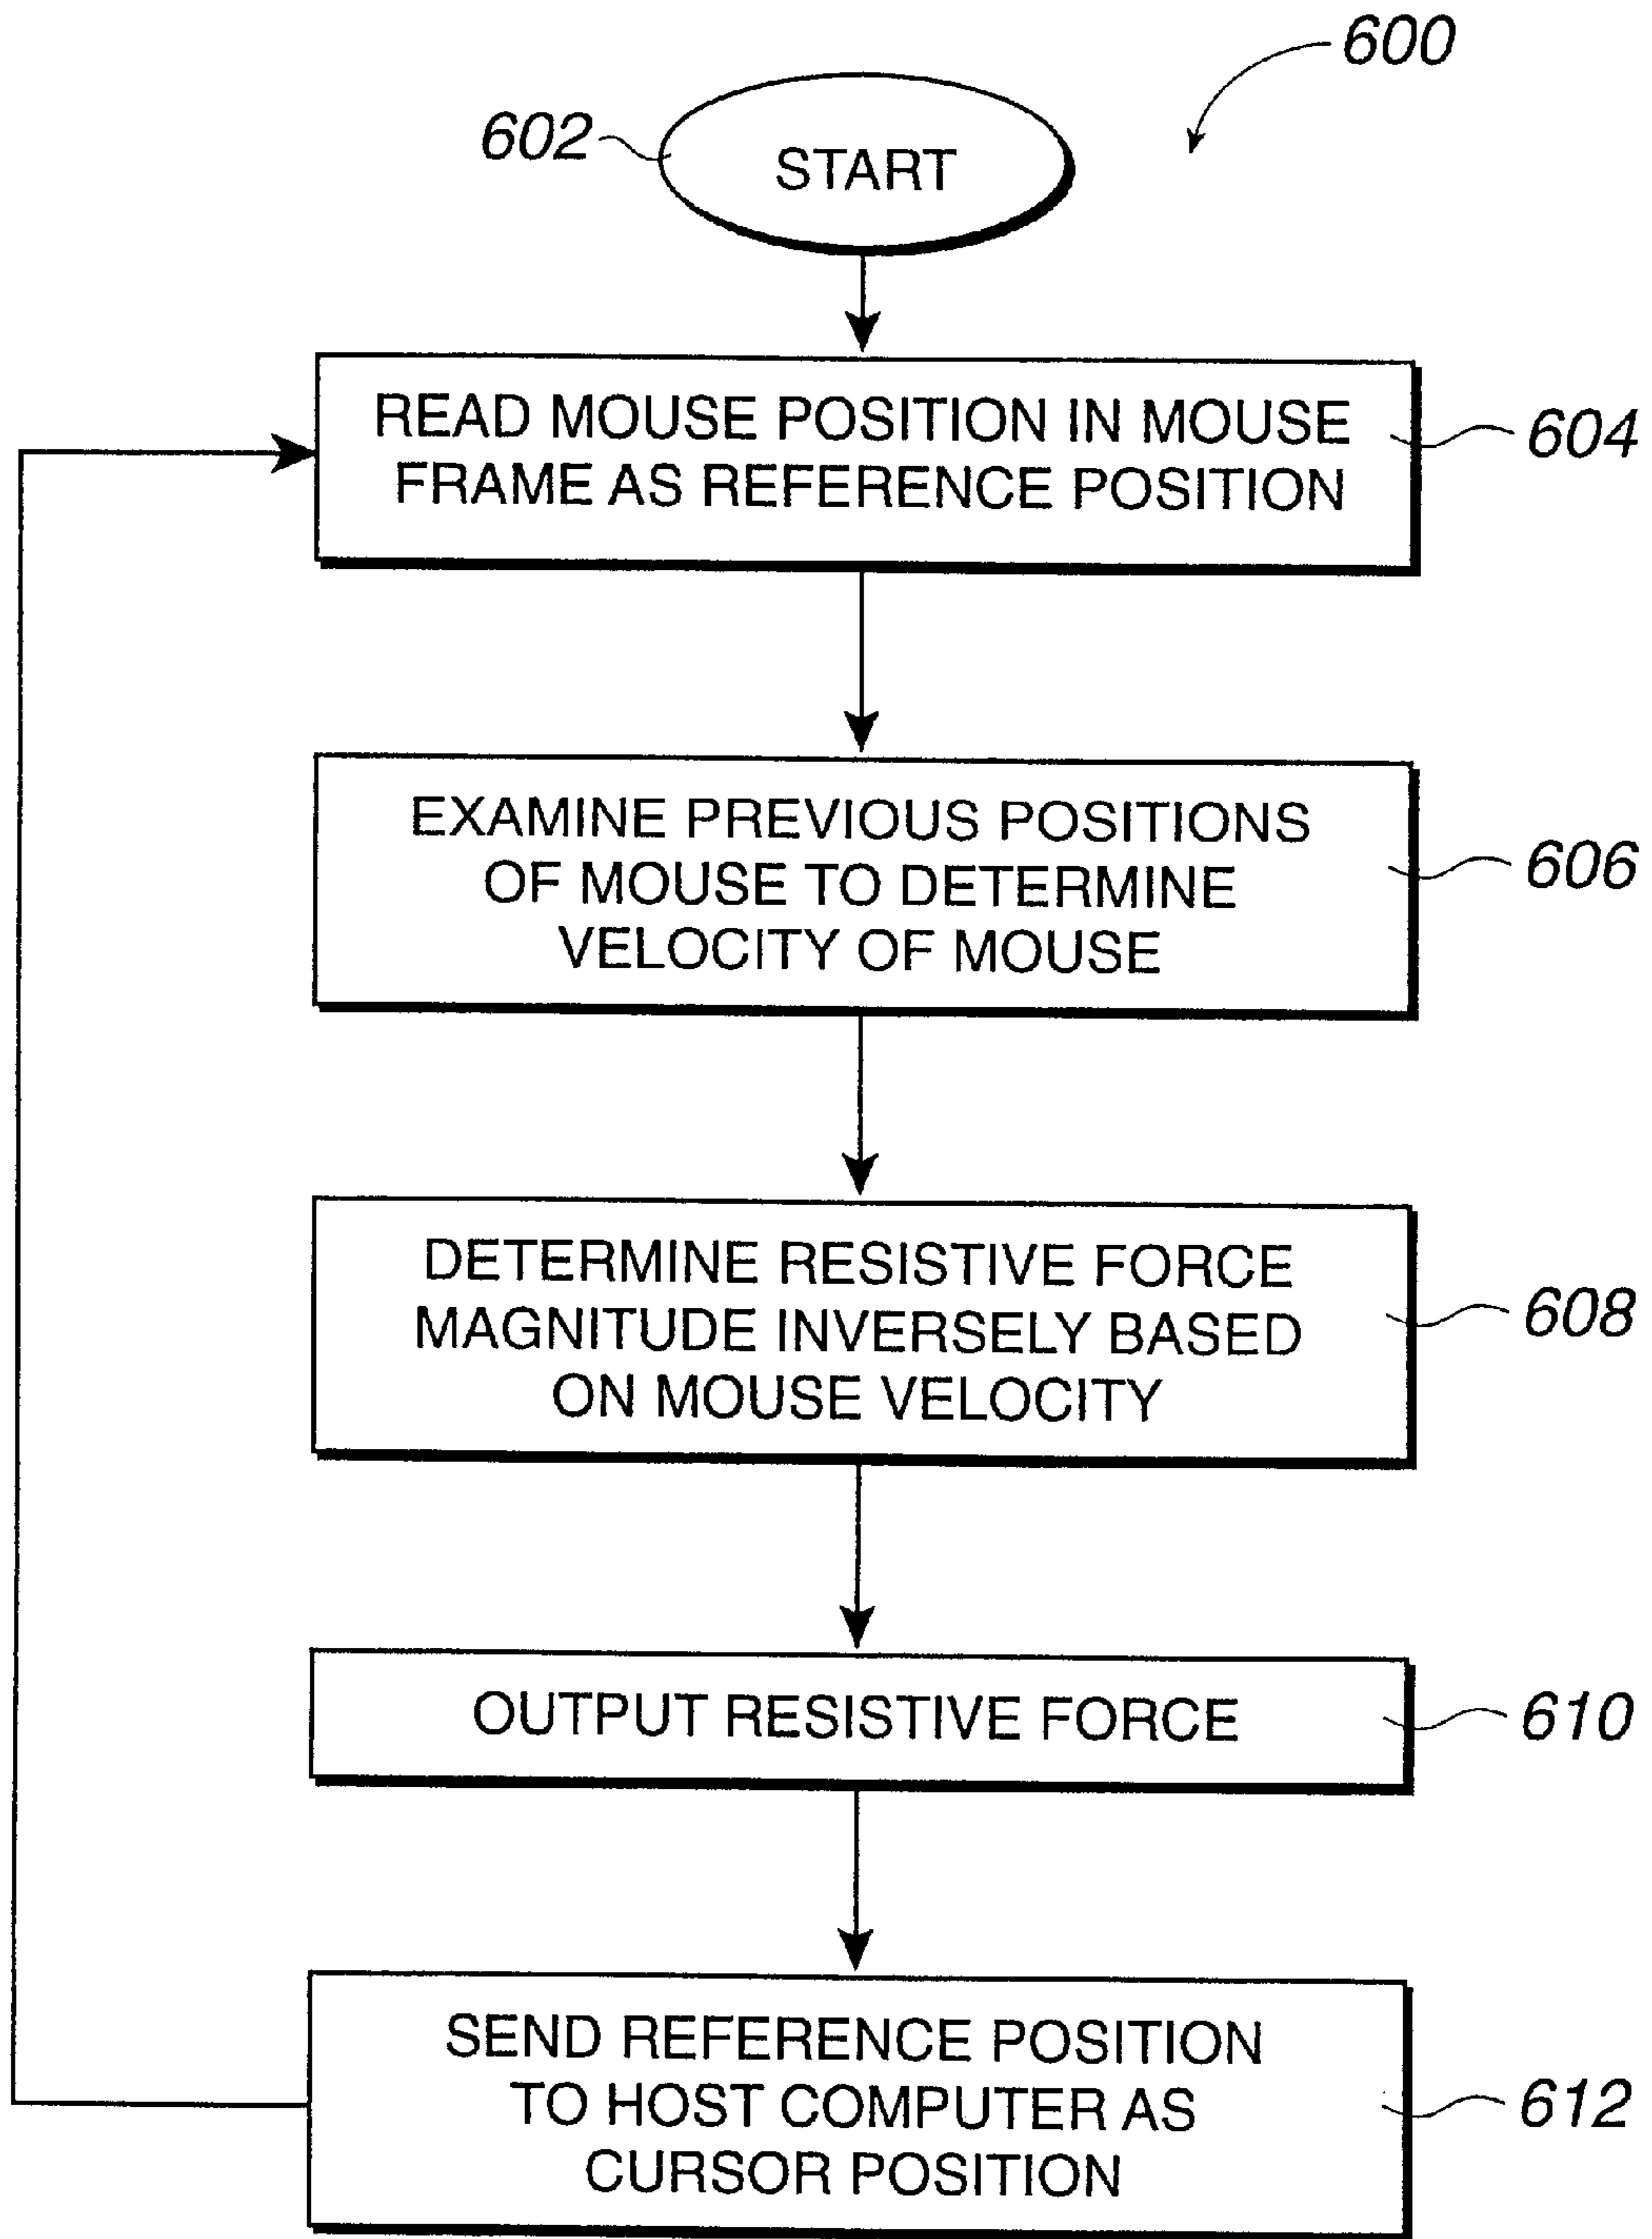 600
602
START
READ MOUSE POSITION IN MOUSE
FRAME AS REFERENCE POSITION
604
EXAMINE PREVIOUS POSITIONS
OF MOUSE TO DETERMINE
VELOCITY OF MOUSE
606
DETERMINE RESISTIVE FORCE
MAGNITUDE INVERSELY BASED
ON MOUSE VELOCITY
608
OUTPUT RESISTIVE FORCE
610
SEND REFERENCE POSITION
TO HOST COMPUTER AS
CURSOR POSITION
612